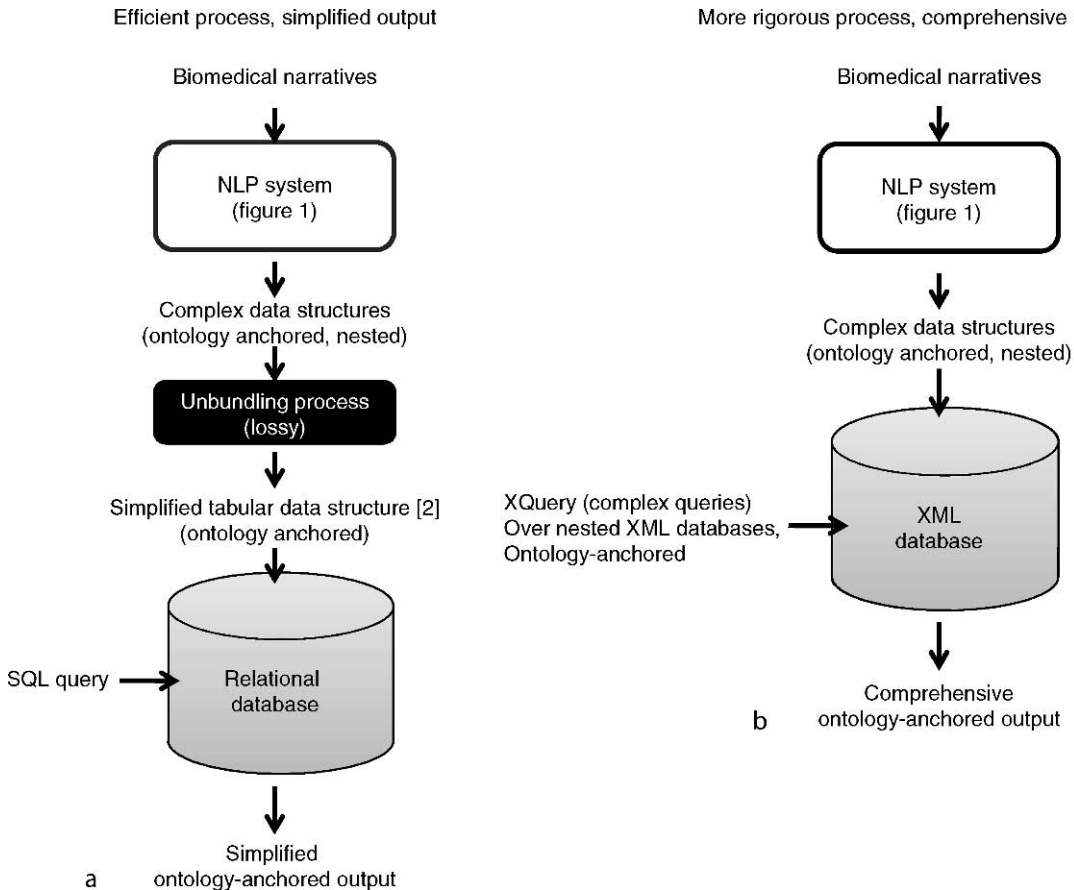 Efficient process, simplified output
Biomedical narratives
NLP system
(figure 1)
Complex data structures
(ontology anchored, nested)
Unbundling process
(lossy)
Simplified tabular data structure [2]
(ontology anchored)
SQL query
Relational
database
Simplified
ontology-anchored output
a
More rigorous process, comprehensive
Biomedical narratives
NLP system
(figure 1)
Complex data structures
(ontology anchored, nested)
XQuery (complex queries)
Over nested XML databases,
Ontology-anchored
XML
database
Comprehensive
ontology-anchored output
b